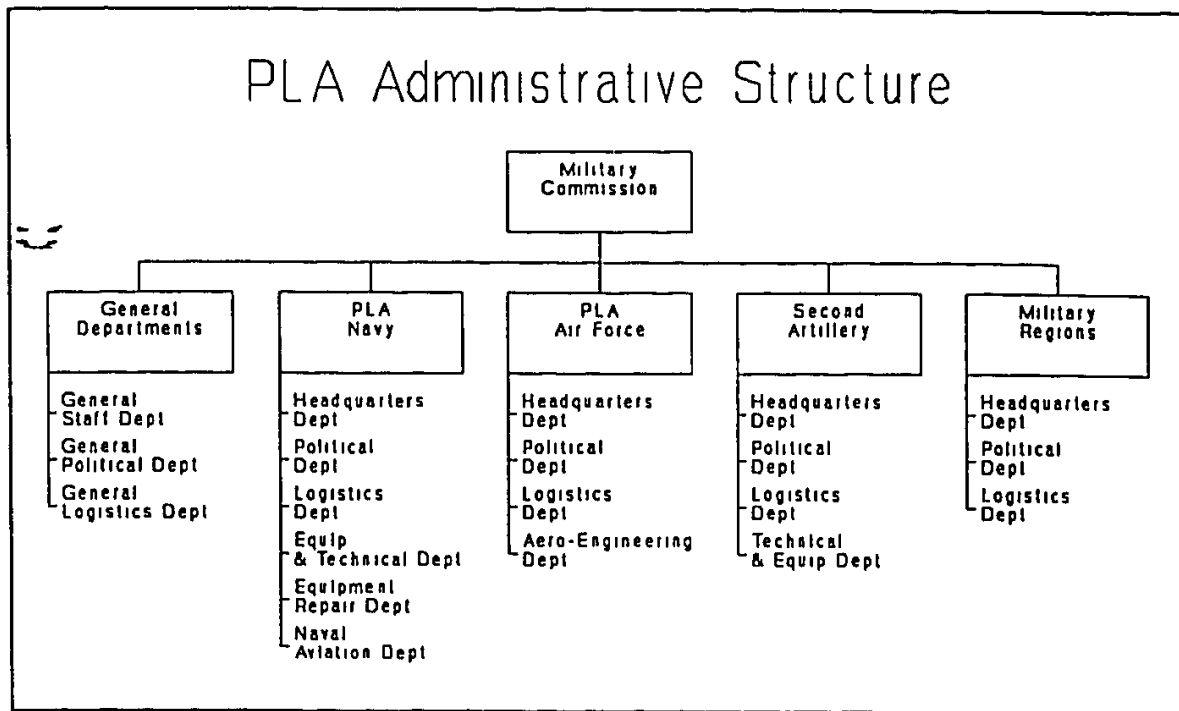 PLA Administrative Structure
Military
Commission
General
Departments
General
Staff Dept
General
Political Dept
General
Logistics Dept
PLA
Navy
Headquarters
Dept
Political
Dept
Logistics
Dept
Equip
& Technical Dept
Equipment
Repair Dept
Naval
Aviation Dept
PLA
Air Force
Headquarters
Dept
Political
Dept
Logistics
Dept
Aero-Engineering
Dept
Second
Artillery
Headquarters
Dept
Political
Dept
Logistics
Dept
Technical
& Equip Dept
Military
Regions
Headquarters
Dept
Political
Dept
Logistics
Dept